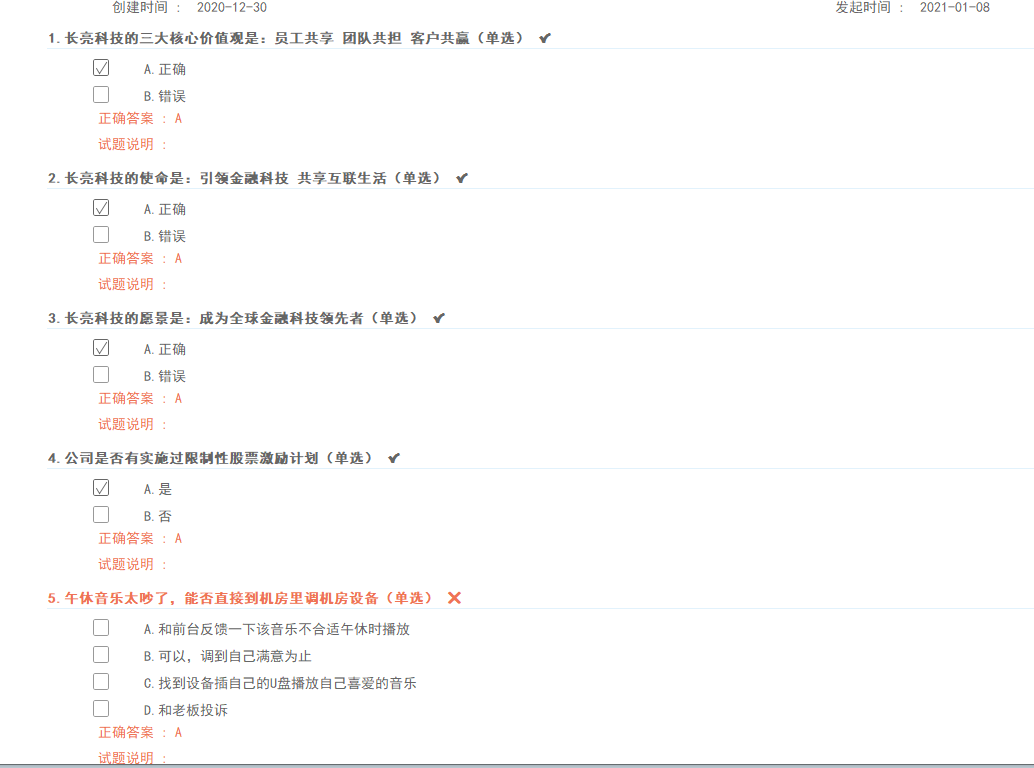 创建时间 : 2020-12-30 发起时间 : 2021-01-08
1.长亮科技的三大核心价值观是：员工共享 团队共担 客户共赢（单选） ✔
A.正确
B.错误
正确答案 : A
试题说明 :
2.长亮科技的使命是：引领金融科技 共享互联生活（单选） ✔
A.正确
B.错误
正确答案 : A
试题说明 :
3.长亮科技的愿景是：成为全球金融科技领先者（单选） ✔
A.正确
B.错误
正确答案 : A
试题说明 :
4.公司是否有实施过限制性股票激励计划（单选） ✔
A.是
B.否
正确答案 : A
试题说明 :
5.午休音乐太吵了，能否直接到机房里调机房设备（单选） ✘
A.和前台反馈一下该音乐不合适午休时播放
B.可以，调到自己满意为止
C.找到设备插自己的U盘播放自己喜爱的音乐
D.和老板投诉
正确答案 : A
试题说明 :